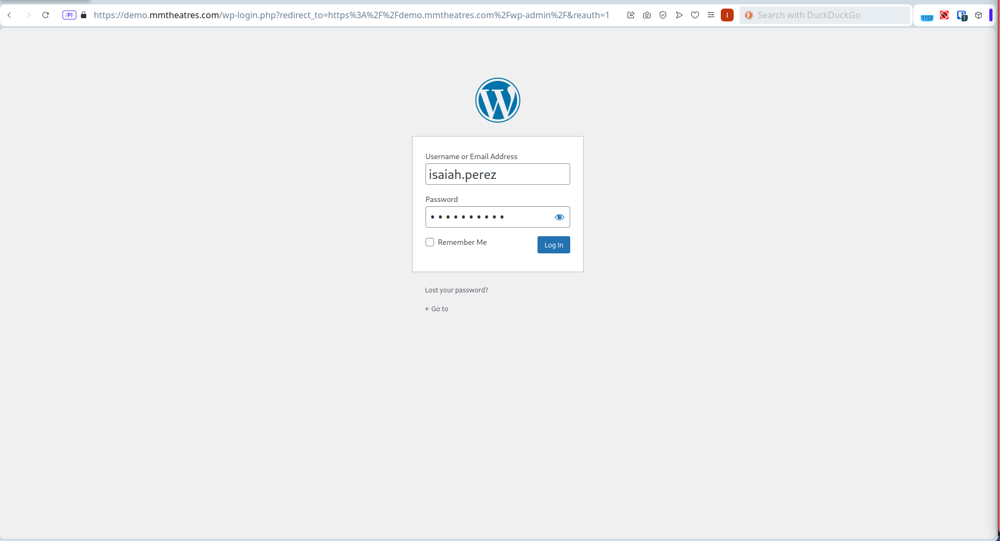 VPN
https://demo.mmtheatres.com/wp-login.php?redirect_to=https%3A%2F%2Fdemo.mmtheatres.com%2Fwp-admin%2F&reauth=1
I
Search with DuckDuckGo
1153
1
W
Username or Email Address
isaiah.perez
Password
Remember Me
Log In
Lost your password?
← Go to